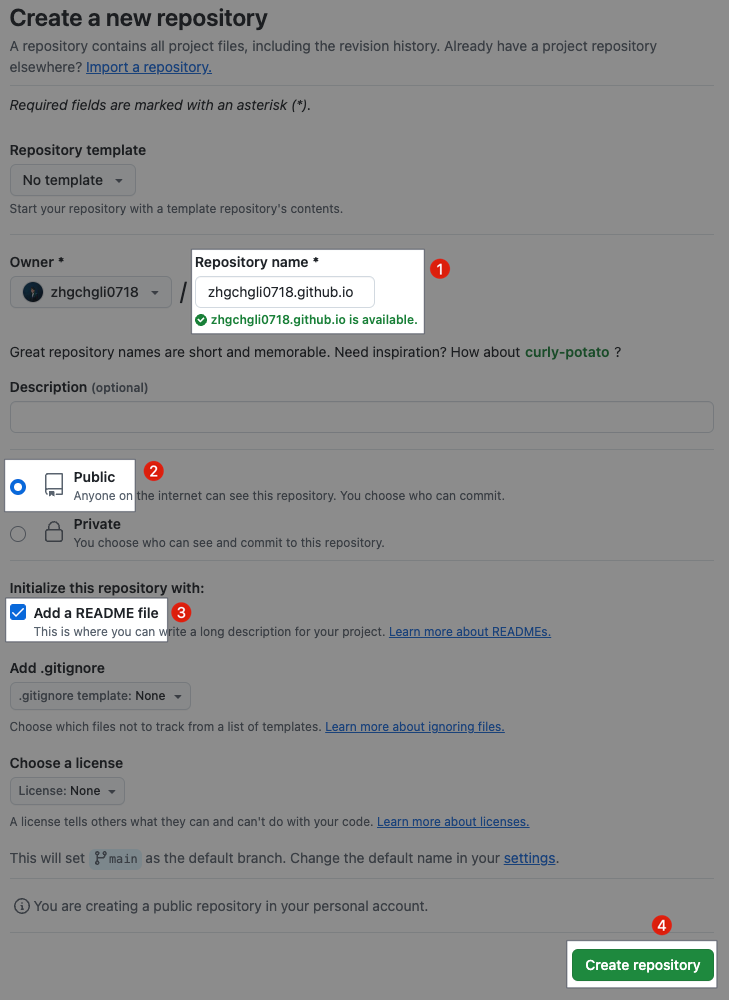 Create a new repository
A repository contains all project files, including the revision history. Already have a project repository
elsewhere? Import a repository.
Required fields are marked with an asterisk (*).
Repository template
No template
Start your repository with a template repository's contents.
Owner *
zhgchgli0718
/
Repository name *
1
zhgchgli0718.github.io
zhgchgli0718.github.io is available.
Great repository names are short and memorable. Need inspiration? How about curly-potato ?
Description (optional)
Public
2
Anyone on the internet can see this repository. You choose who can commit.
Private
You choose who can see and commit to this repository.
Initialize this repository with:
Add a README file
3
This is where you can write a long description for your project. Learn more about READMEs.
Add .gitignore
.gitignore template: None
Choose which files not to track from a list of templates. Learn more about ignoring files.
Choose a license
License: None
A license tells others what they can and can't do with your code. Learn more about licenses.
This will set main as the default branch. Change the default name in your settings.
You are creating a public repository in your personal account.
4
Create repository